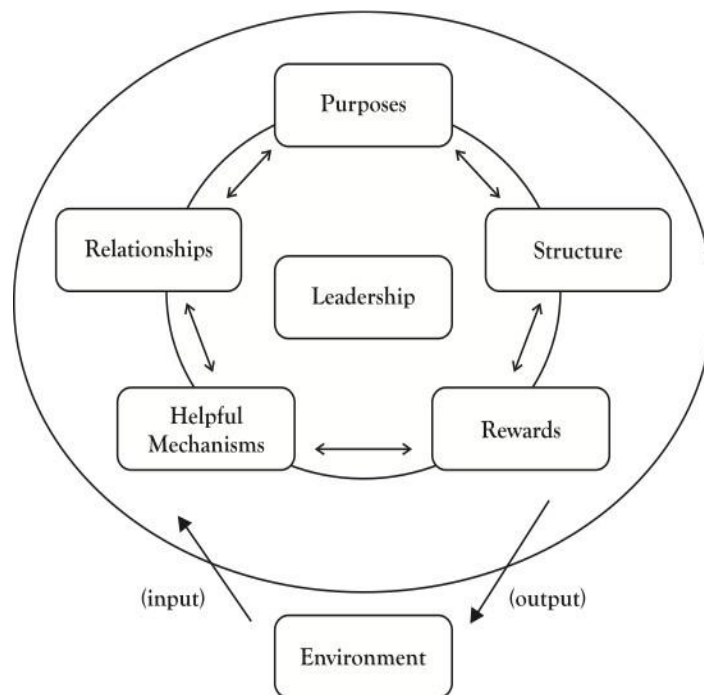 Purposes
Relationships
Structure
Leadership
Helpful
Mechanisms
Rewards
(input)
(output)
Environment